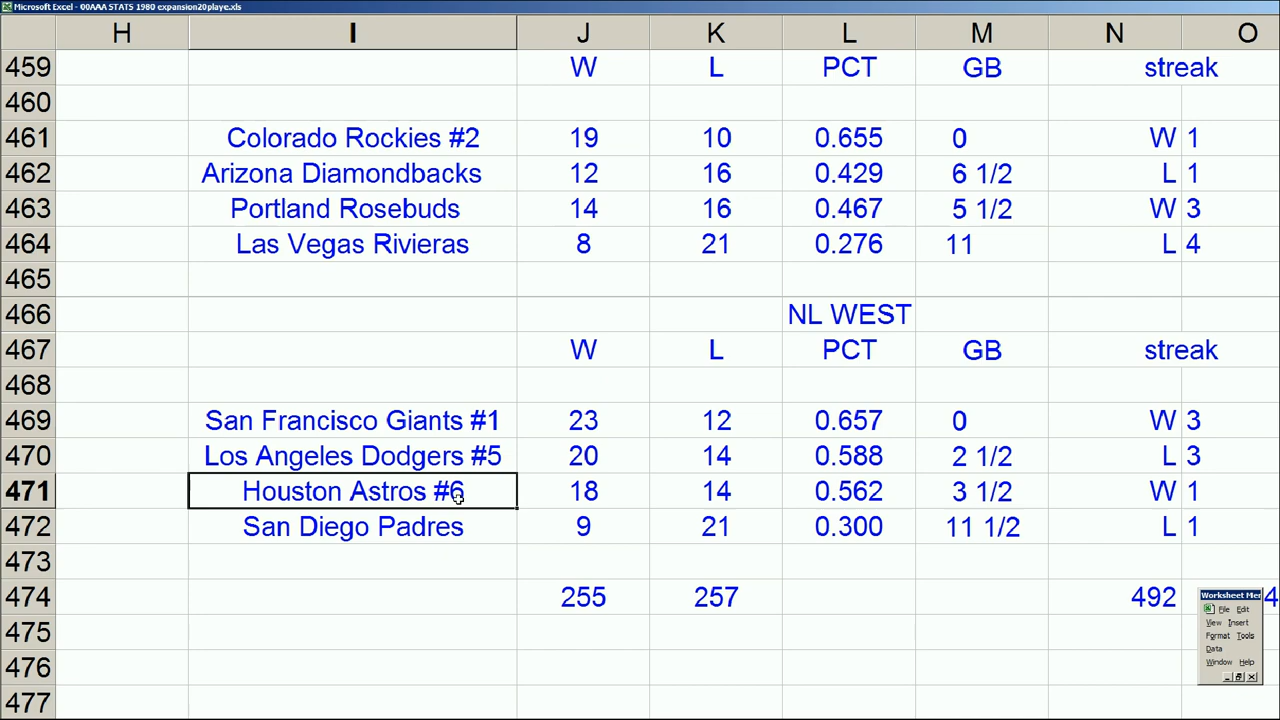 Microsoft Excel - 00AAA STATS 1980 expansion20playe.xls
H I J K L M N O
459 W L PCT GB streak
460
461 Colorado Rockies #2 19 10 0.655 0 W 1
462 Arizona Diamondbacks 12 16 0.429 6 1/2 L 1
463 Portland Rosebuds 14 16 0.467 5 1/2 W 3
464 Las Vegas Rivieras 8 21 0.276 11 L 4
465
466 NL WEST
467 W L PCT GB streak
468
469 San Francisco Giants #1 23 12 0.657 0 W 3
470 Los Angeles Dodgers #5 20 14 0.588 2 1/2 L 3
471 Houston Astros #6 18 14 0.562 3 1/2 W 1
472 San Diego Padres 9 21 0.300 11 1/2 L 1
473
474 255 257 492 4
Worksheet Men
File Edit
475
View Insert
Format Tools
Data
476
Window Help
477